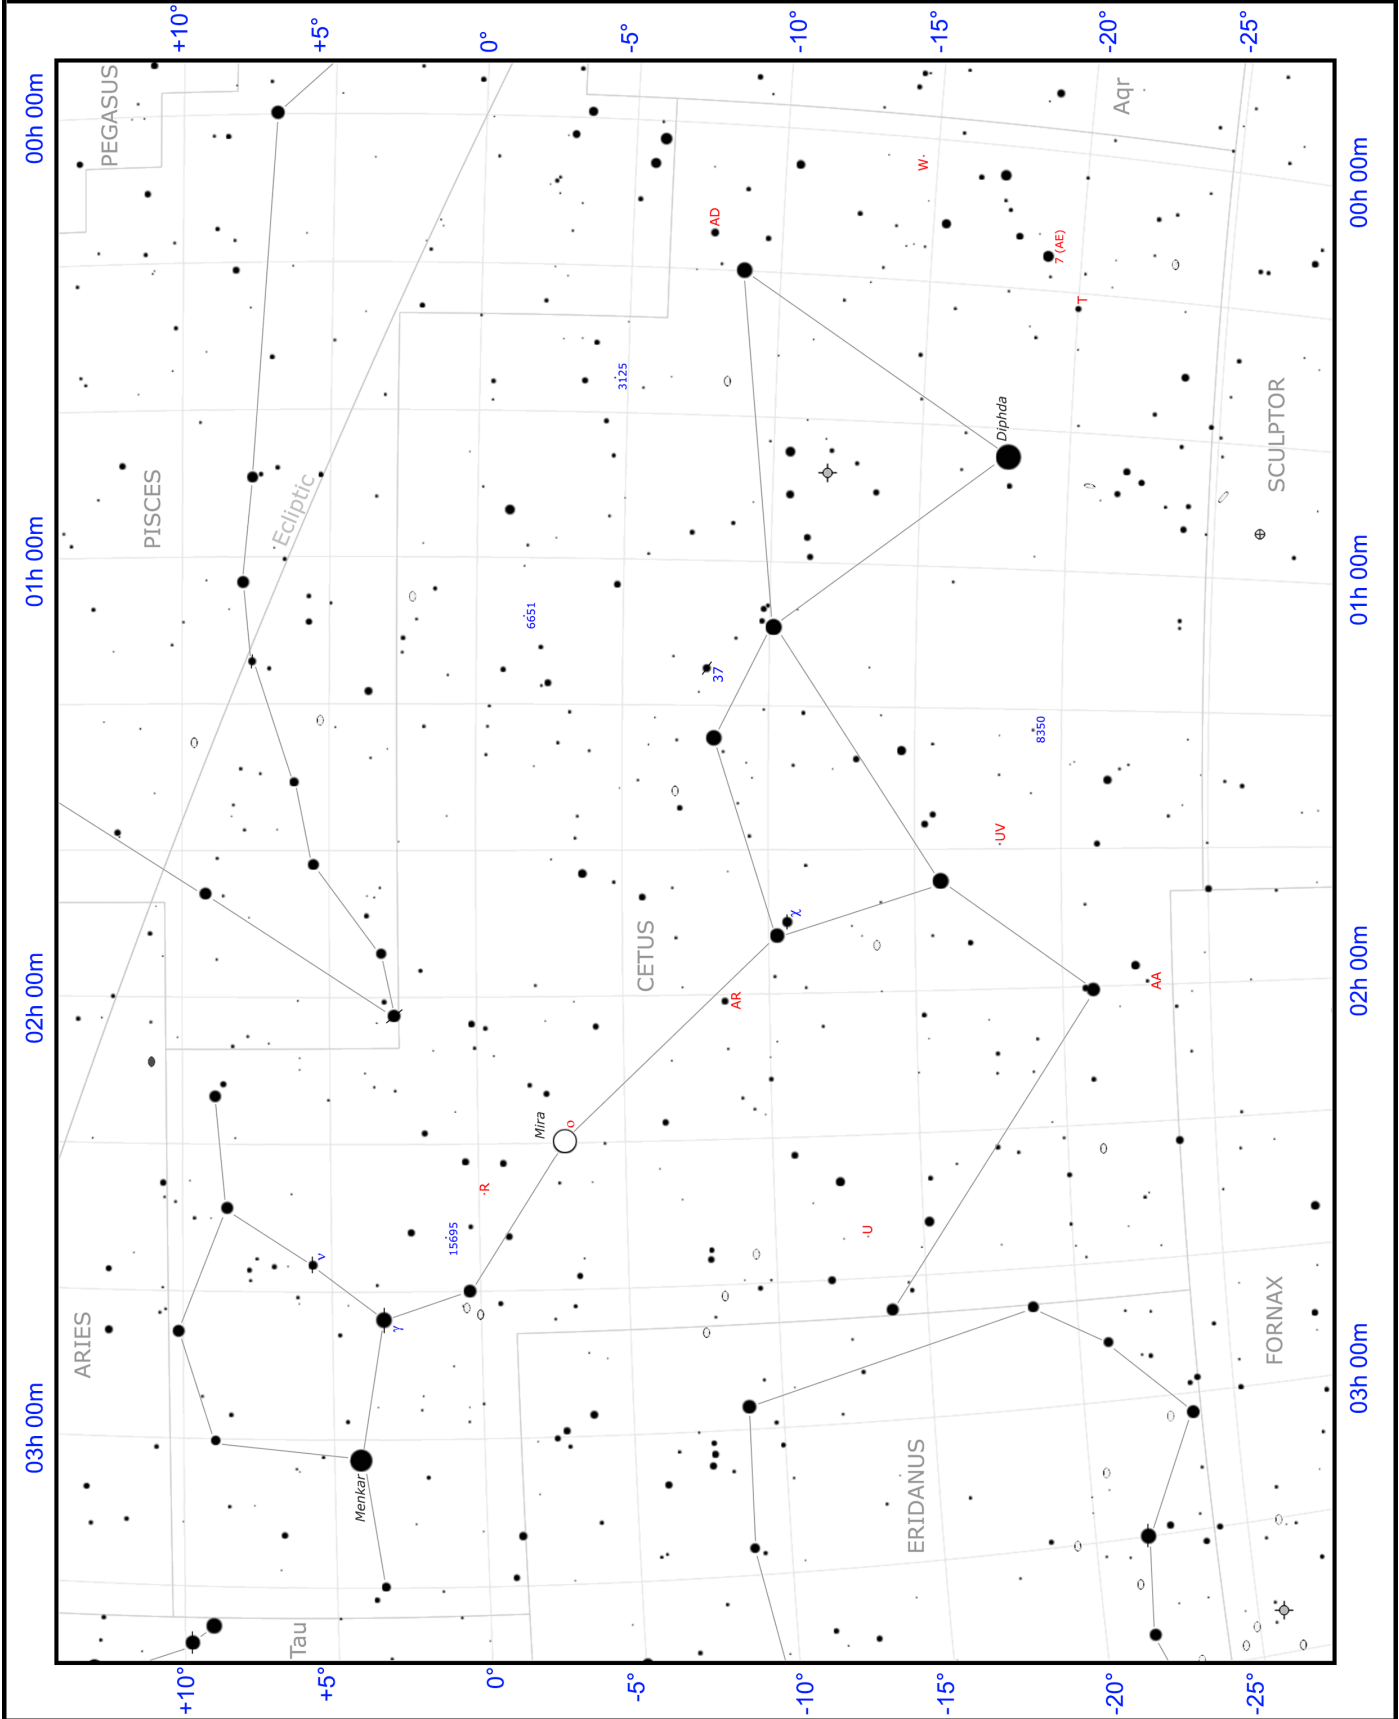 +10°
+5°
0°
-5°
-10°
-15°
-20°
-25°
00h 00m
01h 00m
02h 00m
03h 00m
00h 00m
01h 00m
02h 00m
03h 00m
PEGASUS
Aqr
W
AD
7 (AE)
T
3125
Diphda
SCULPTOR
PISCES
Ecliptic
6651
37
8350
UV
χ
CETUS
AR
AA
Mira
o
R
15695
U
ν
γ
ARIES
FORNAX
Menkar
ERIDANUS
Tau
+10°
+5°
0°
-5°
-10°
-15°
-20°
-25°